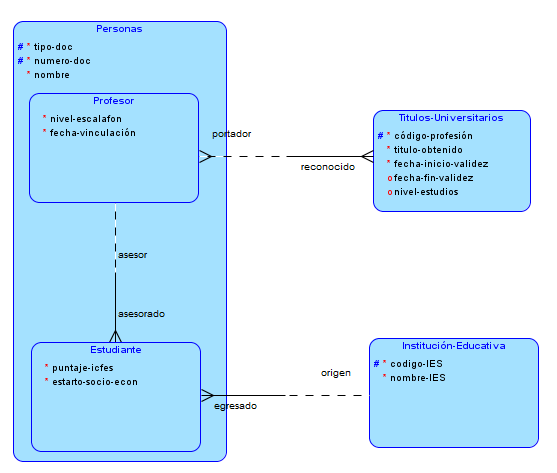 Personas
# * tipo-doc
# * numero-doc
* nombre
Profesor
* nivel-escalafon
* fecha-vinculación
portador
reconocido
Titulos-Universitarios
# * código-profesión
* titulo-obtenido
* fecha-inicio-validez
o fecha-fin-validez
o nivel-estudios
asesor
asesorado
Estudiante
* puntaje-icfes
* estarto-socio-econ
origen
egresado
Institución-Educativa
# * codigo-IES
* nombre-IES